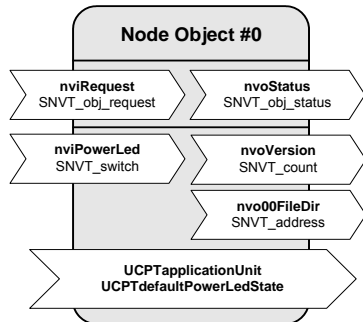 Node Object #0
nviRequest
SNVT_obj_request
nvoStatus
SNVT_obj_status
nviPowerLed
SNVT_switch
nvoVersion
SNVT_count
nvo00FileDir
SNVT_address
UCPTapplicationUnit
UCPTdefaultPowerLedState